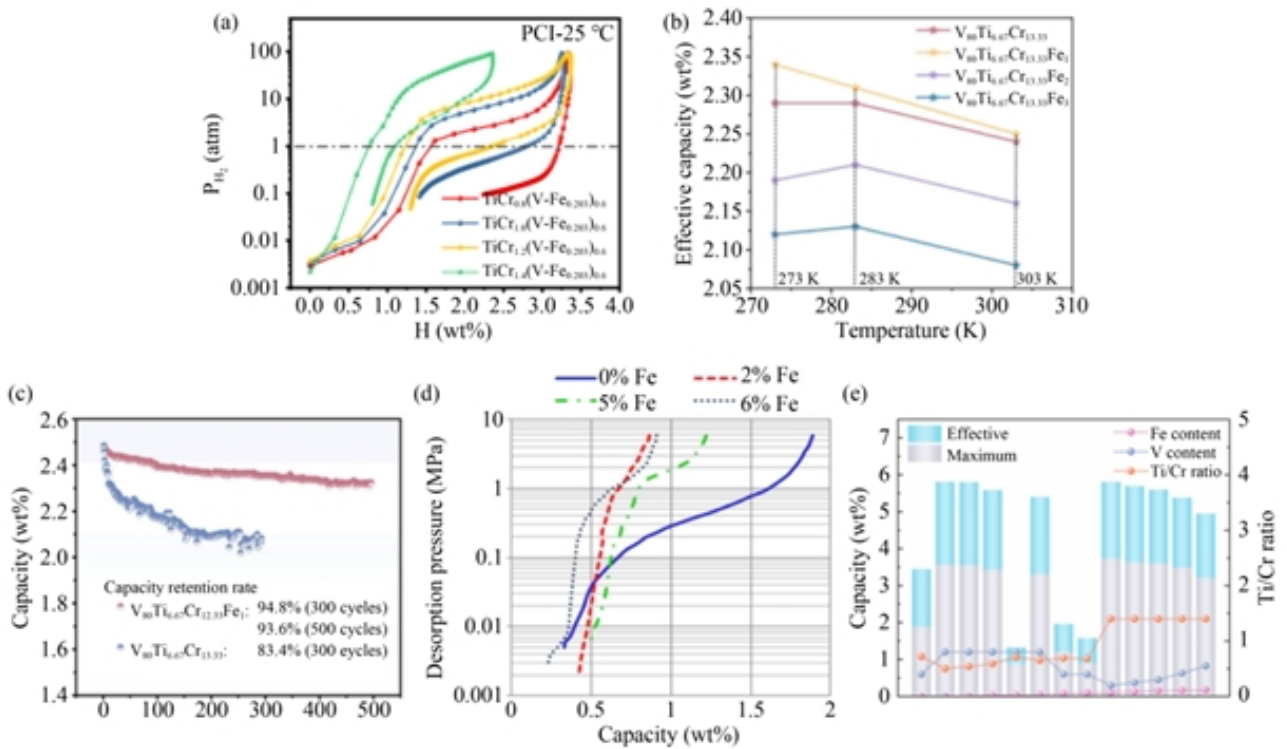 (a)
PCI-25 °C
100
10
1
0.1
0.01
0.001
P_H2 (atm)
TiCr0.8(V-Fe0.203)0.6
TiCr1.0(V-Fe0.203)0.6
TiCr1.2(V-Fe0.203)0.6
TiCr1.4(V-Fe0.203)0.6
0.0 0.5 1.0 1.5 2.0 2.5 3.0 3.5 4.0
H (wt%)
(b)
2.40
2.35
2.30
2.25
2.20
2.15
2.10
2.05
Effective capacity (wt%)
V80Ti6.67Cr13.33
V80Ti6.67Cr13.33Fe1
V80Ti6.67Cr13.33Fe2
V80Ti6.67Cr13.33Fe3
273 K 283 K 303 K
270 280 290 300 310
Temperature (K)
(c)
2.6
2.4
2.2
2.0
1.8
1.6
1.4
Capacity (wt%)
Capacity retention rate
V80Ti6.67Cr12.33Fe1: 94.8% (300 cyeles)
93.6% (500 cycles)
V80Ti6.67Cr13.33: 83.4% (300 eycles)
0 100 200 300 400 500
(d)
0% Fe 2% Fe
5% Fe 6% Fe
10
1
0.1
0.01
0.001
Desorption pressure (MPa)
0 0.5 1 1.5 2
Capacity (wt%)
(e)
7
6
5
4
3
2
1
0
Capacity (wt%)
Effective
Maximum
Fe content
V content
Ti/Cr ratio
5
4
3
2
1
0
Ti/Cr ratio